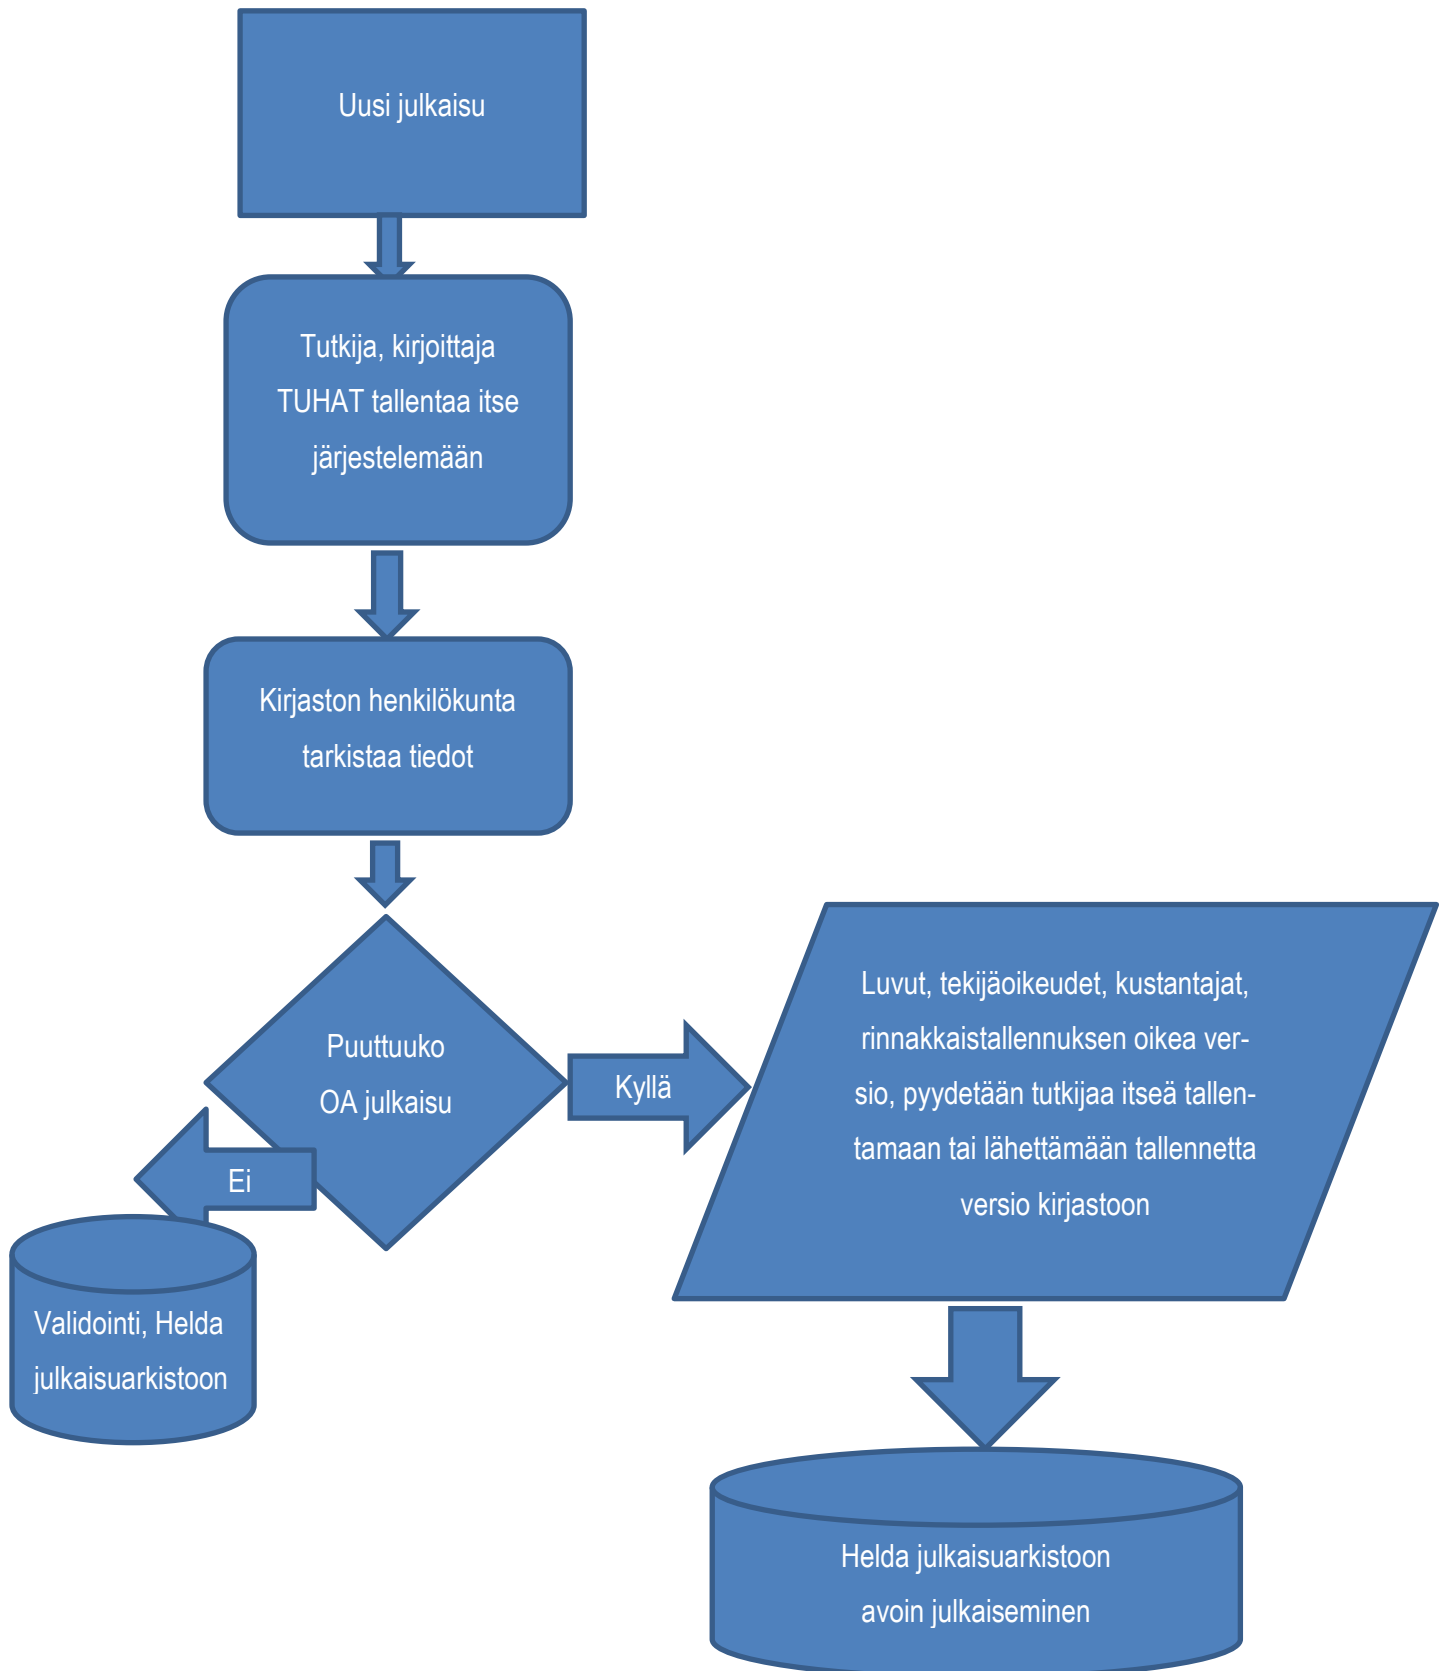 Uusi julkaisu
Tutkija, kirjoittaja
TUHAT tallentaa itse
järjestelemään
Kirjaston henkilökunta
tarkistaa tiedot
Puuttuuko
OA julkaisu
Kyllä
Luvut, tekijäoikeudet, kustantajat,
rinnakkaistallennuksen oikea ver-
sio, pyydetään tutkijaa itseä tallen-
tamaan tai lähettämään tallennetta
versio kirjastoon
Ei
Validointi, Helda
julkaisuarkistoon
Helda julkaisuarkistoon
avoin julkaiseminen